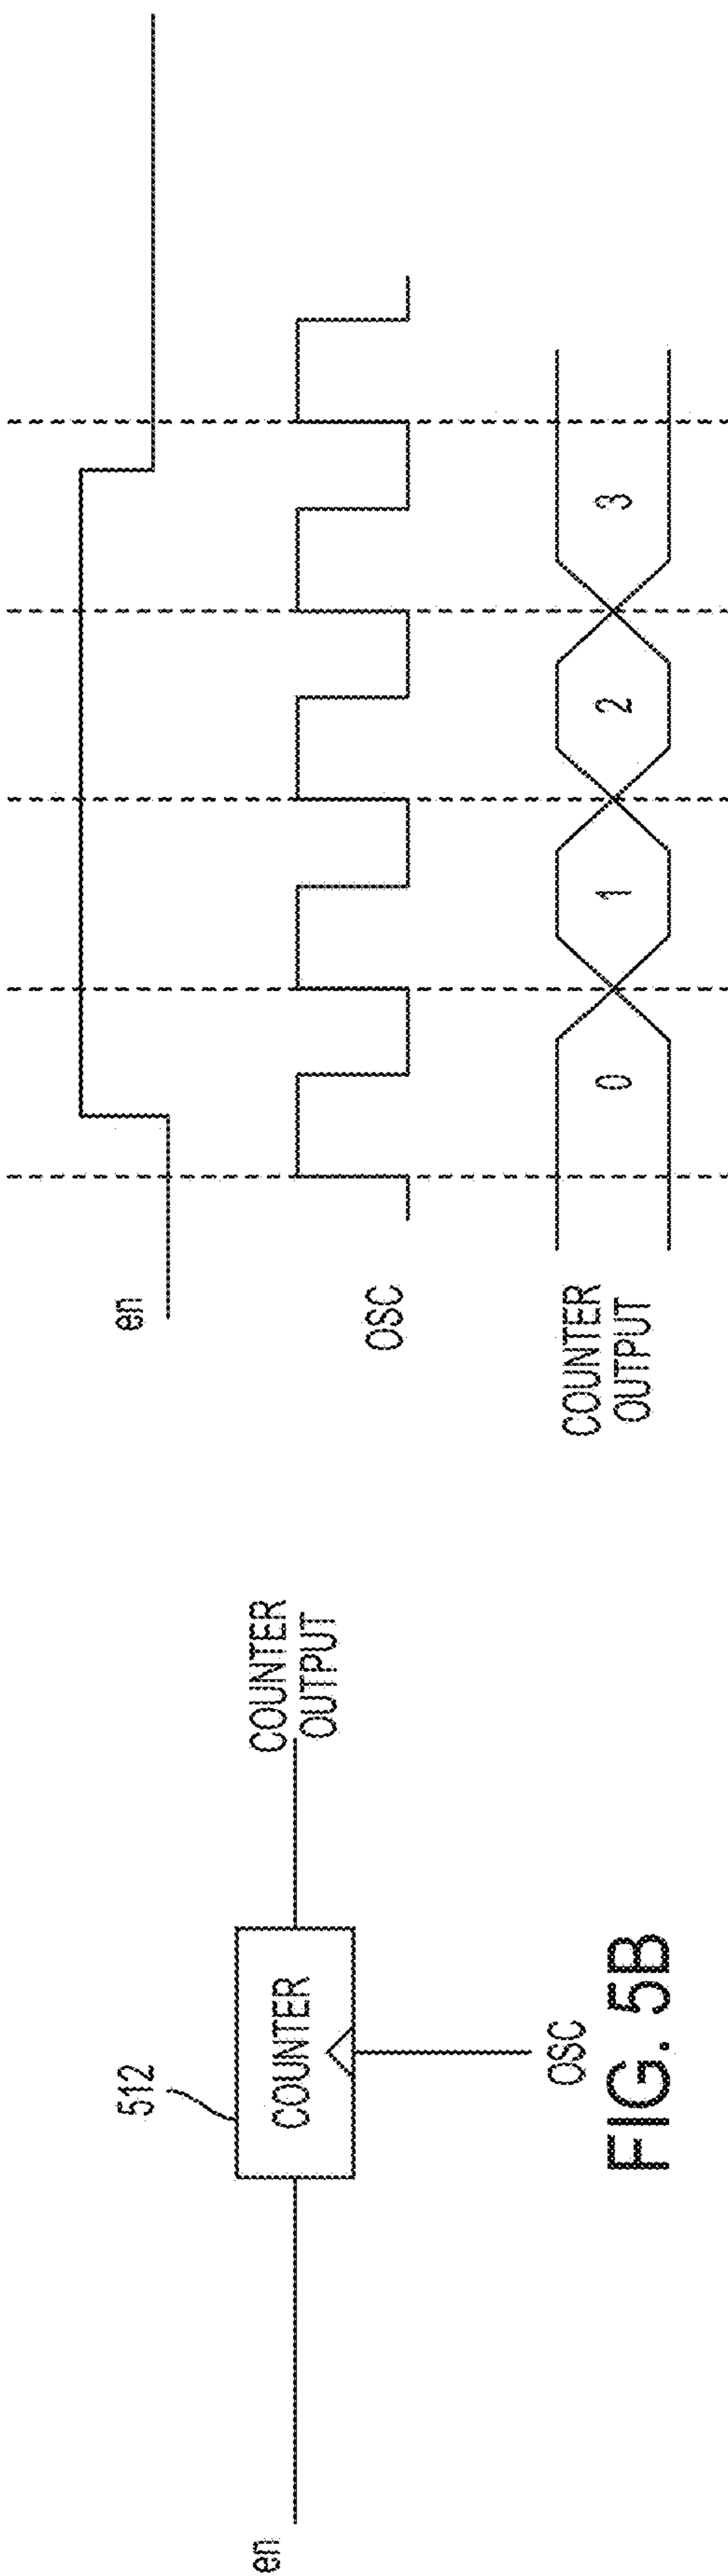 en
512
COUNTER
COUNTER
OUTPUT
OSC
FIG. 5B
en
OSC
COUNTER
OUTPUT
0
1
2
3